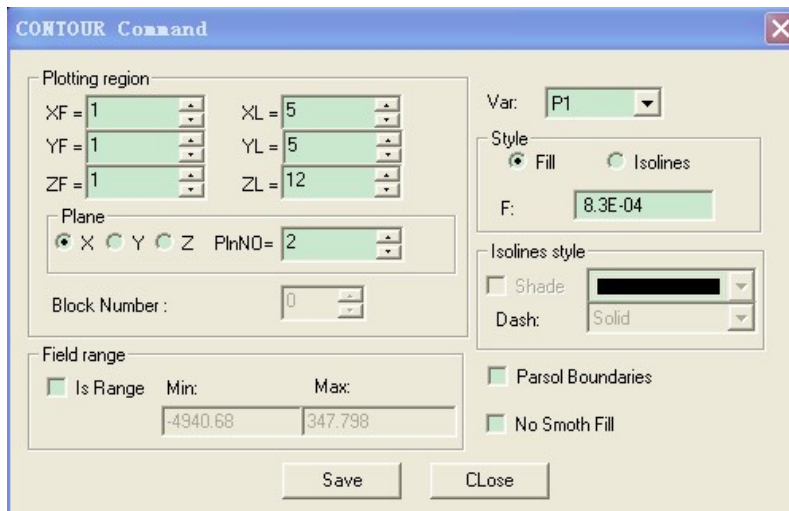 CONTOUR Command
Plotting region
XF = 1 XL = 5
YF = 1 YL = 5
ZF = 1 ZL = 12
Plane
X Y Z PlnNO= 2
Block Number : 0
Var: P1
Style
Fill Isolines
F: 8.3E-04
Isolines style
Shade
Dash: Solid
Field range
Is Range Min: Max:
-4940.68 347.798
Parsol Boundaries
No Smoth Fill
Save CLose